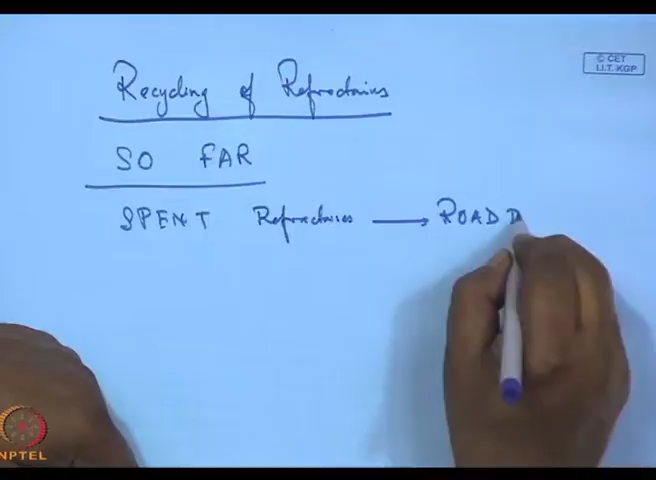 © CET
I.I.T. KGP
Recycling of Refractories
SO FAR
SPENT Refractories → ROAD D
NPTEL